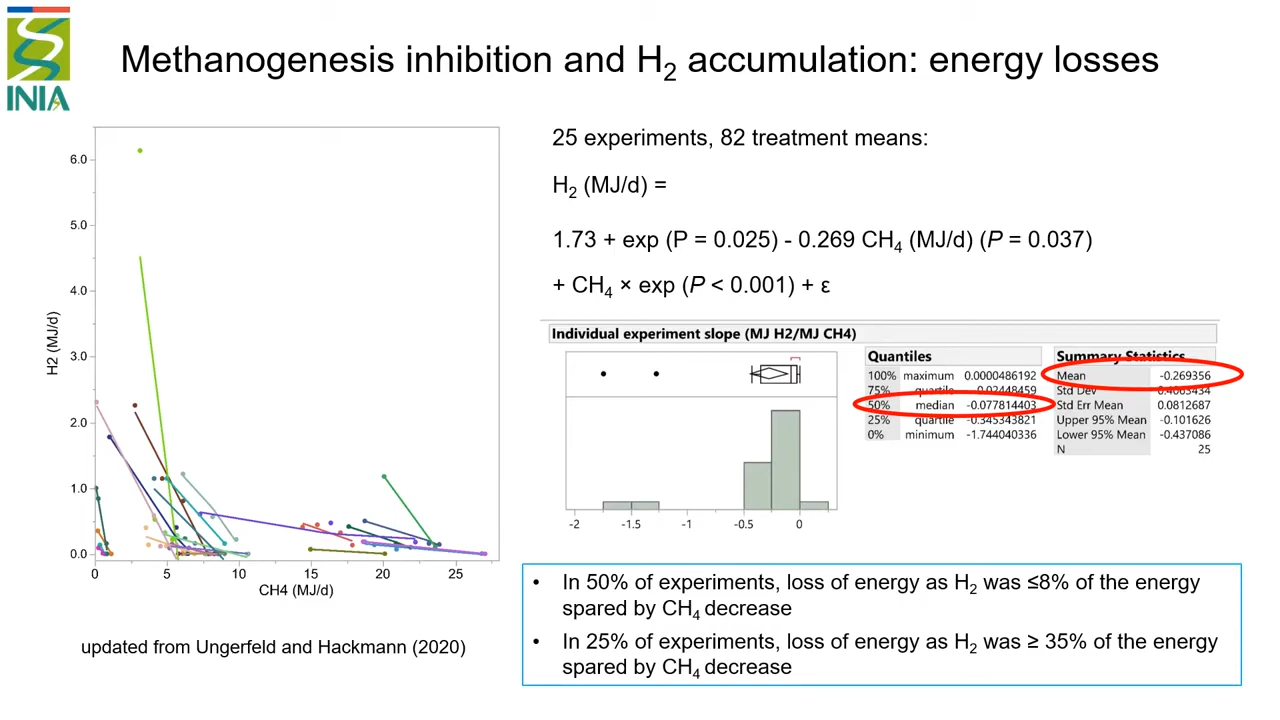 INIA
Methanogenesis inhibition and H2 accumulation: energy losses
6.0
5.0
4.0
3.0
2.0
1.0
0.0
H2 (MJ/d)
0 5 10 15 20 25
CH4 (MJ/d)
updated from Ungerfeld and Hackmann (2020)
25 experiments, 82 treatment means:
H2 (MJ/d) =
1.73 + exp (P = 0.025) - 0.269 CH4 (MJ/d) (P = 0.037)
+ CH4 × exp (P < 0.001) + ε
Individual experiment slope (MJ H2/MJ CH4)
-2 -1.5 -1 -0.5 0
Quantiles
100% maximum 0.0000486192
75% quartile -0.02448459
50% median -0.077814403
25% quartile -0.345343821
0% minimum -1.744040336
Summary Statistics
Mean -0.269356
Std Dev 0.4063434
Std Err Mean 0.0812687
Upper 95% Mean -0.101626
Lower 95% Mean -0.437086
N 25
• In 50% of experiments, loss of energy as H2 was ≤8% of the energy
spared by CH4 decrease
• In 25% of experiments, loss of energy as H2 was ≥ 35% of the energy
spared by CH4 decrease